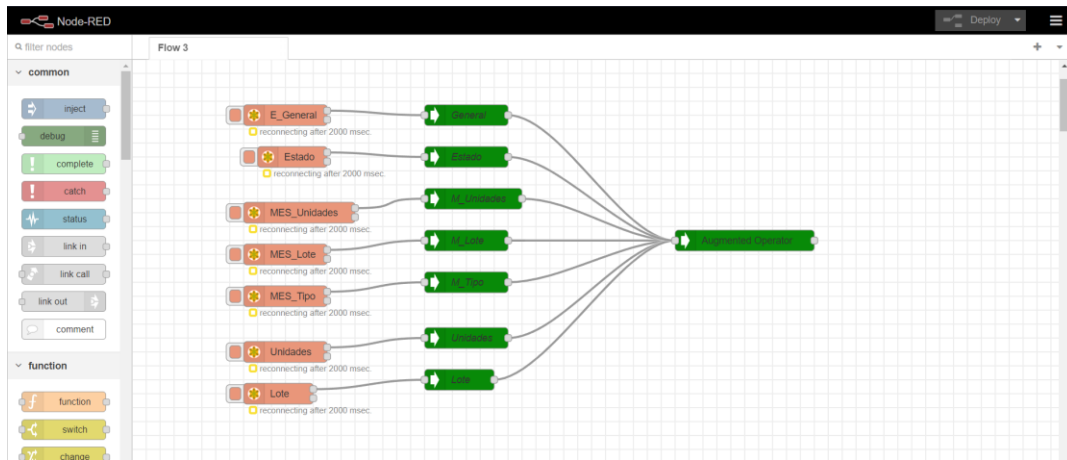 Node-RED
Deploy
filter nodes
Flow 3
common
inject
debug
complete
catch
status
link in
link call
link out
comment
function
function
switch
change
E_General
reconnecting after 2000 msec.
Estado
reconnecting after 2000 msec.
MES_Unidades
reconnecting after 2000 msec.
MES_Lote
reconnecting after 2000 msec.
MES_Tipo
reconnecting after 2000 msec.
Unidades
reconnecting after 2000 msec.
Lote
reconnecting after 2000 msec.
General
Estado
M_Unidades
M_Lote
M_Tipo
Unidades
Lote
Augmented Operator